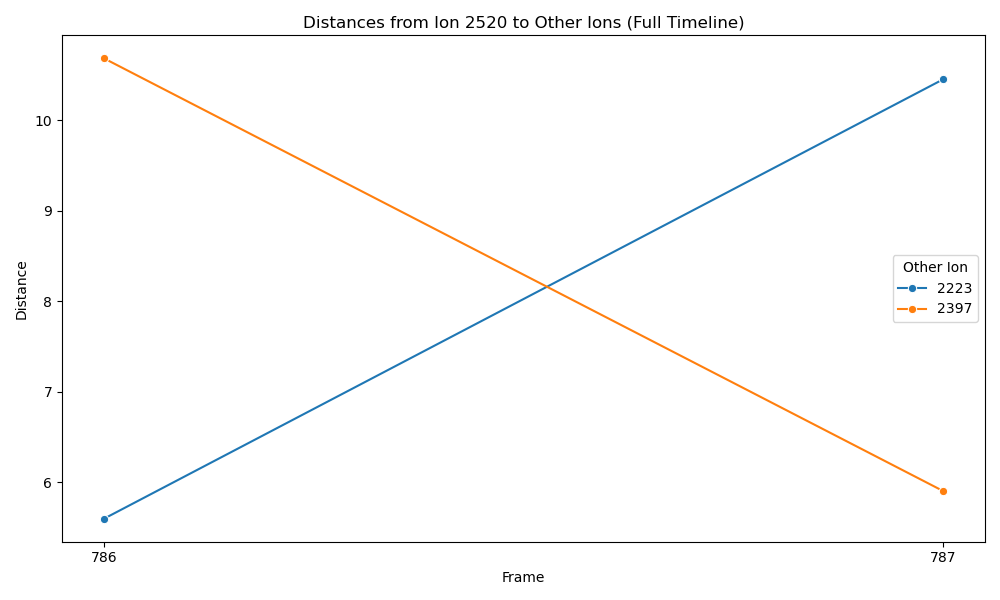 Distances from Ion 2520 to Other Ions (Full Timeline)
Distance
10
9
8
7
6
Other Ion
2223
2397
786
787
Frame